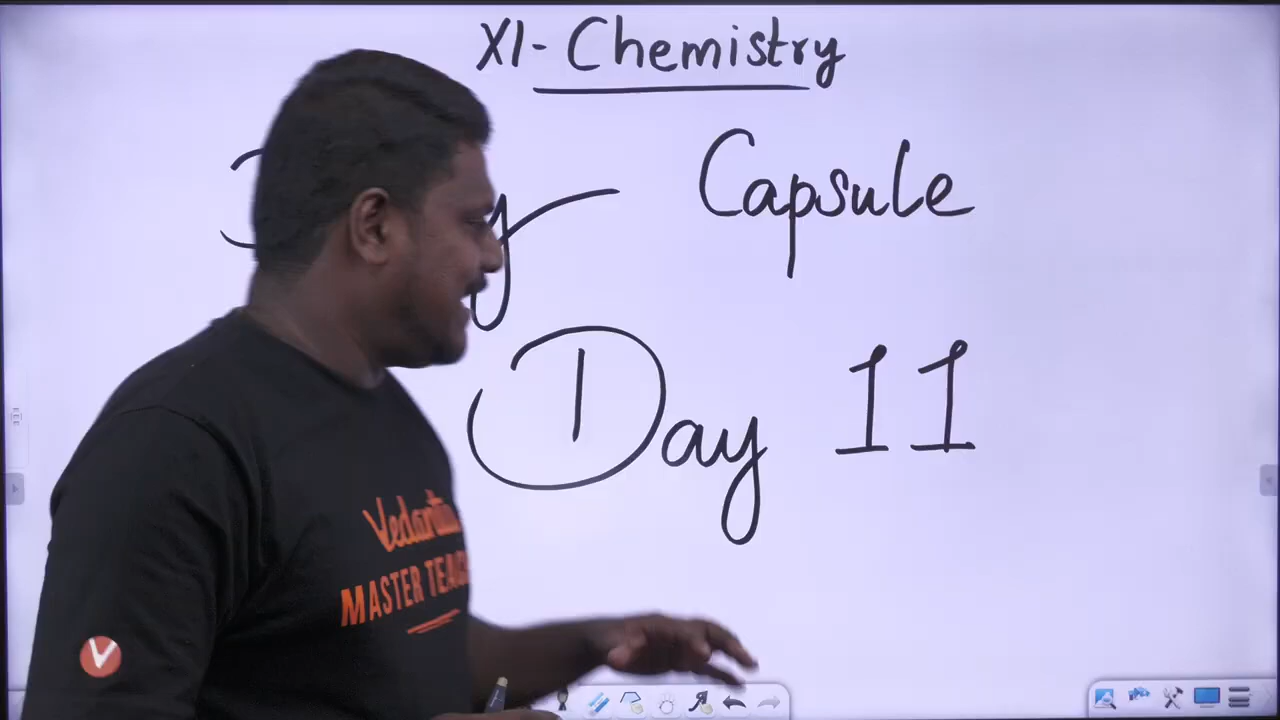 XI- Chemistry
Capsule
Day 11
Vedantu
MASTER TEACHER
V